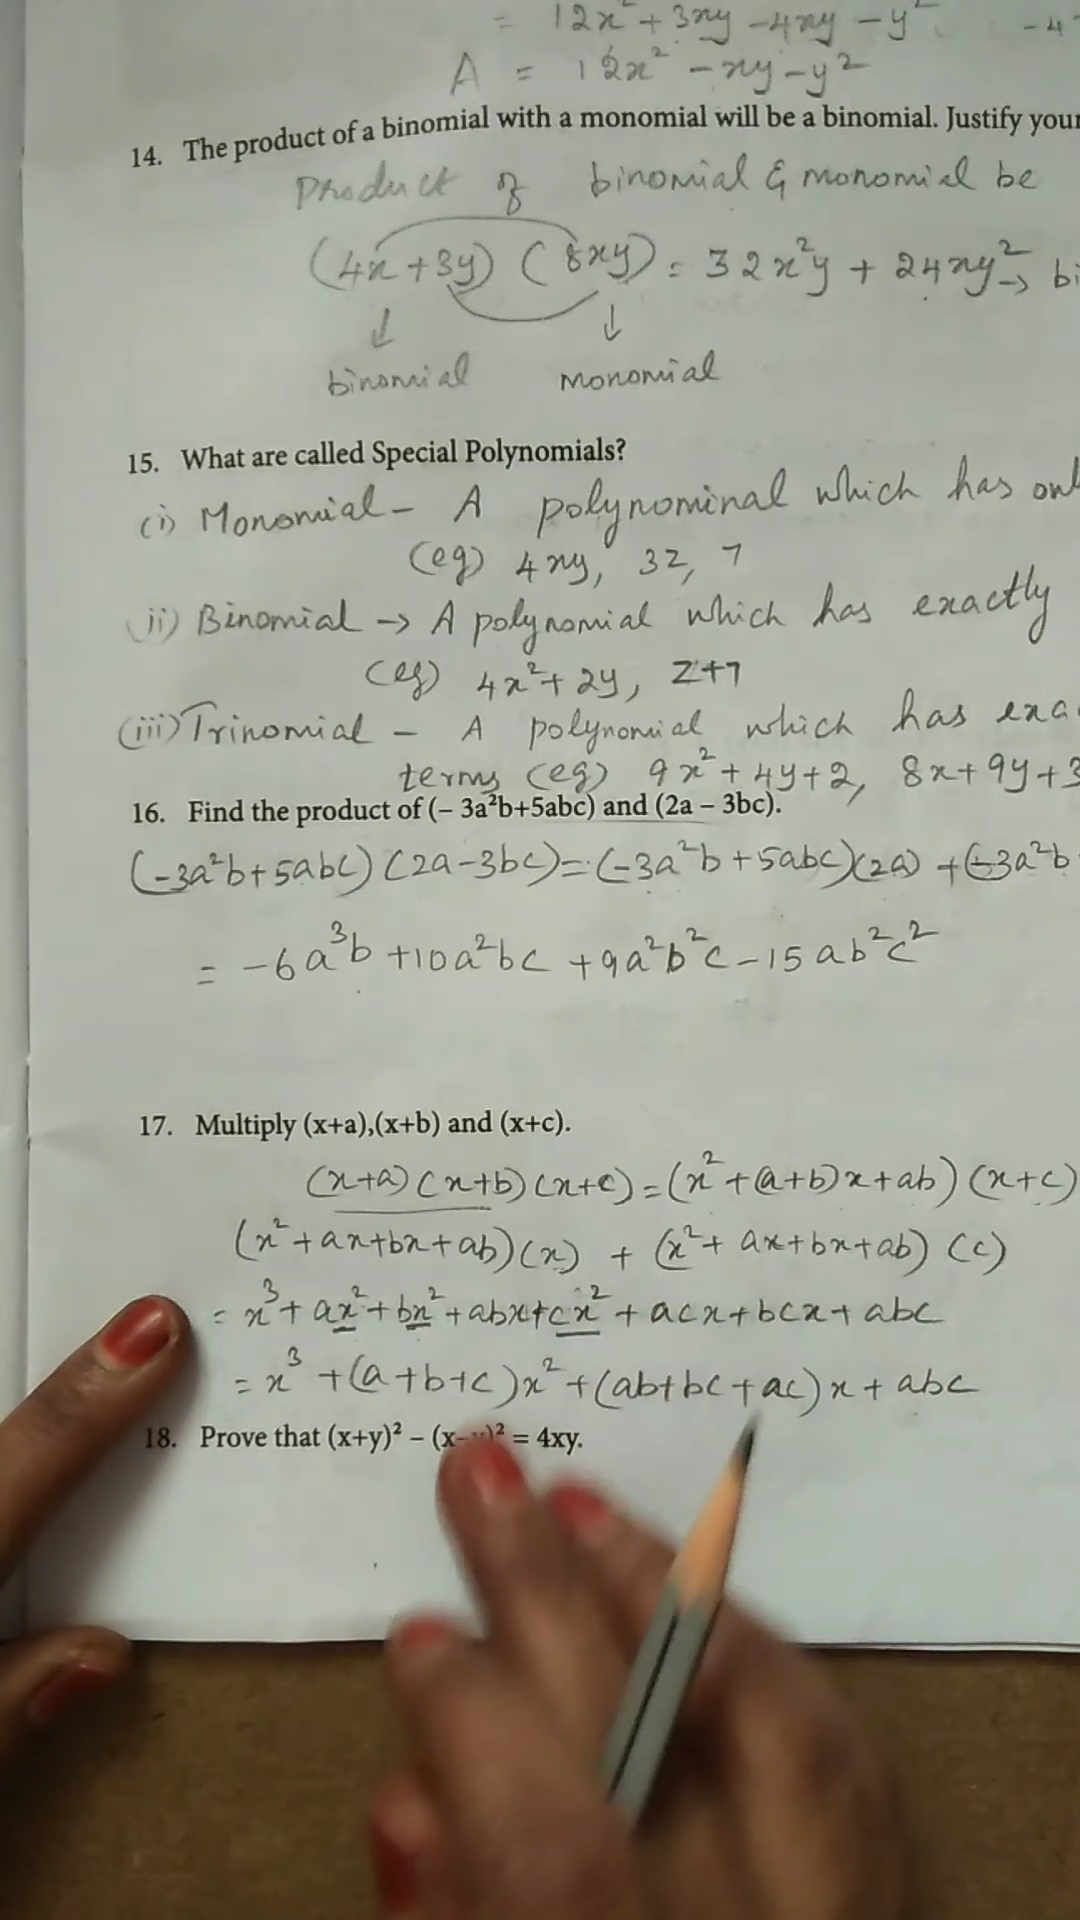 = 12x² + 3xy - 4xy - y² - 4
A = 12x² - xy - y²
14. The product of a binomial with a monomial will be a binomial. Justify your
Product of binomial & monomial be
(4x + 3y) (8xy) = 32x²y + 24xy² → bi
↓ ↓
binomial monomial
15. What are called Special Polynomials?
(i) Monomial - A polynominal which has onl
(eg) 4xy, 3z, 7
(ii) Binomial → A polynomial which has exactly
(eg) 4x² + 2y, z+7
(iii) Trinomial - A polynomial which has exa
terms (eg) 9x² + 4y + 2, 8x + 9y + 3
16. Find the product of (– 3a²b+5abc) and (2a – 3bc).
(-3a²b + 5abc) (2a - 3bc) = (-3a²b + 5abc)(2a) + (-3a²b
= -6a³b + 10a²bc + 9a²b²c - 15ab²c²
17. Multiply (x+a),(x+b) and (x+c).
(x+a) (x+b) (x+c) = (x² + (a+b)x + ab) (x+c)
(x² + ax + bx + ab) (x) + (x² + ax + bx + ab) (c)
= x³ + ax² + bx² + abx + cx² + acx + bcx + abc
= x³ + (a+b+c)x² + (ab+bc+ac)x + abc
18. Prove that (x+y)² – (x–y)² = 4xy.